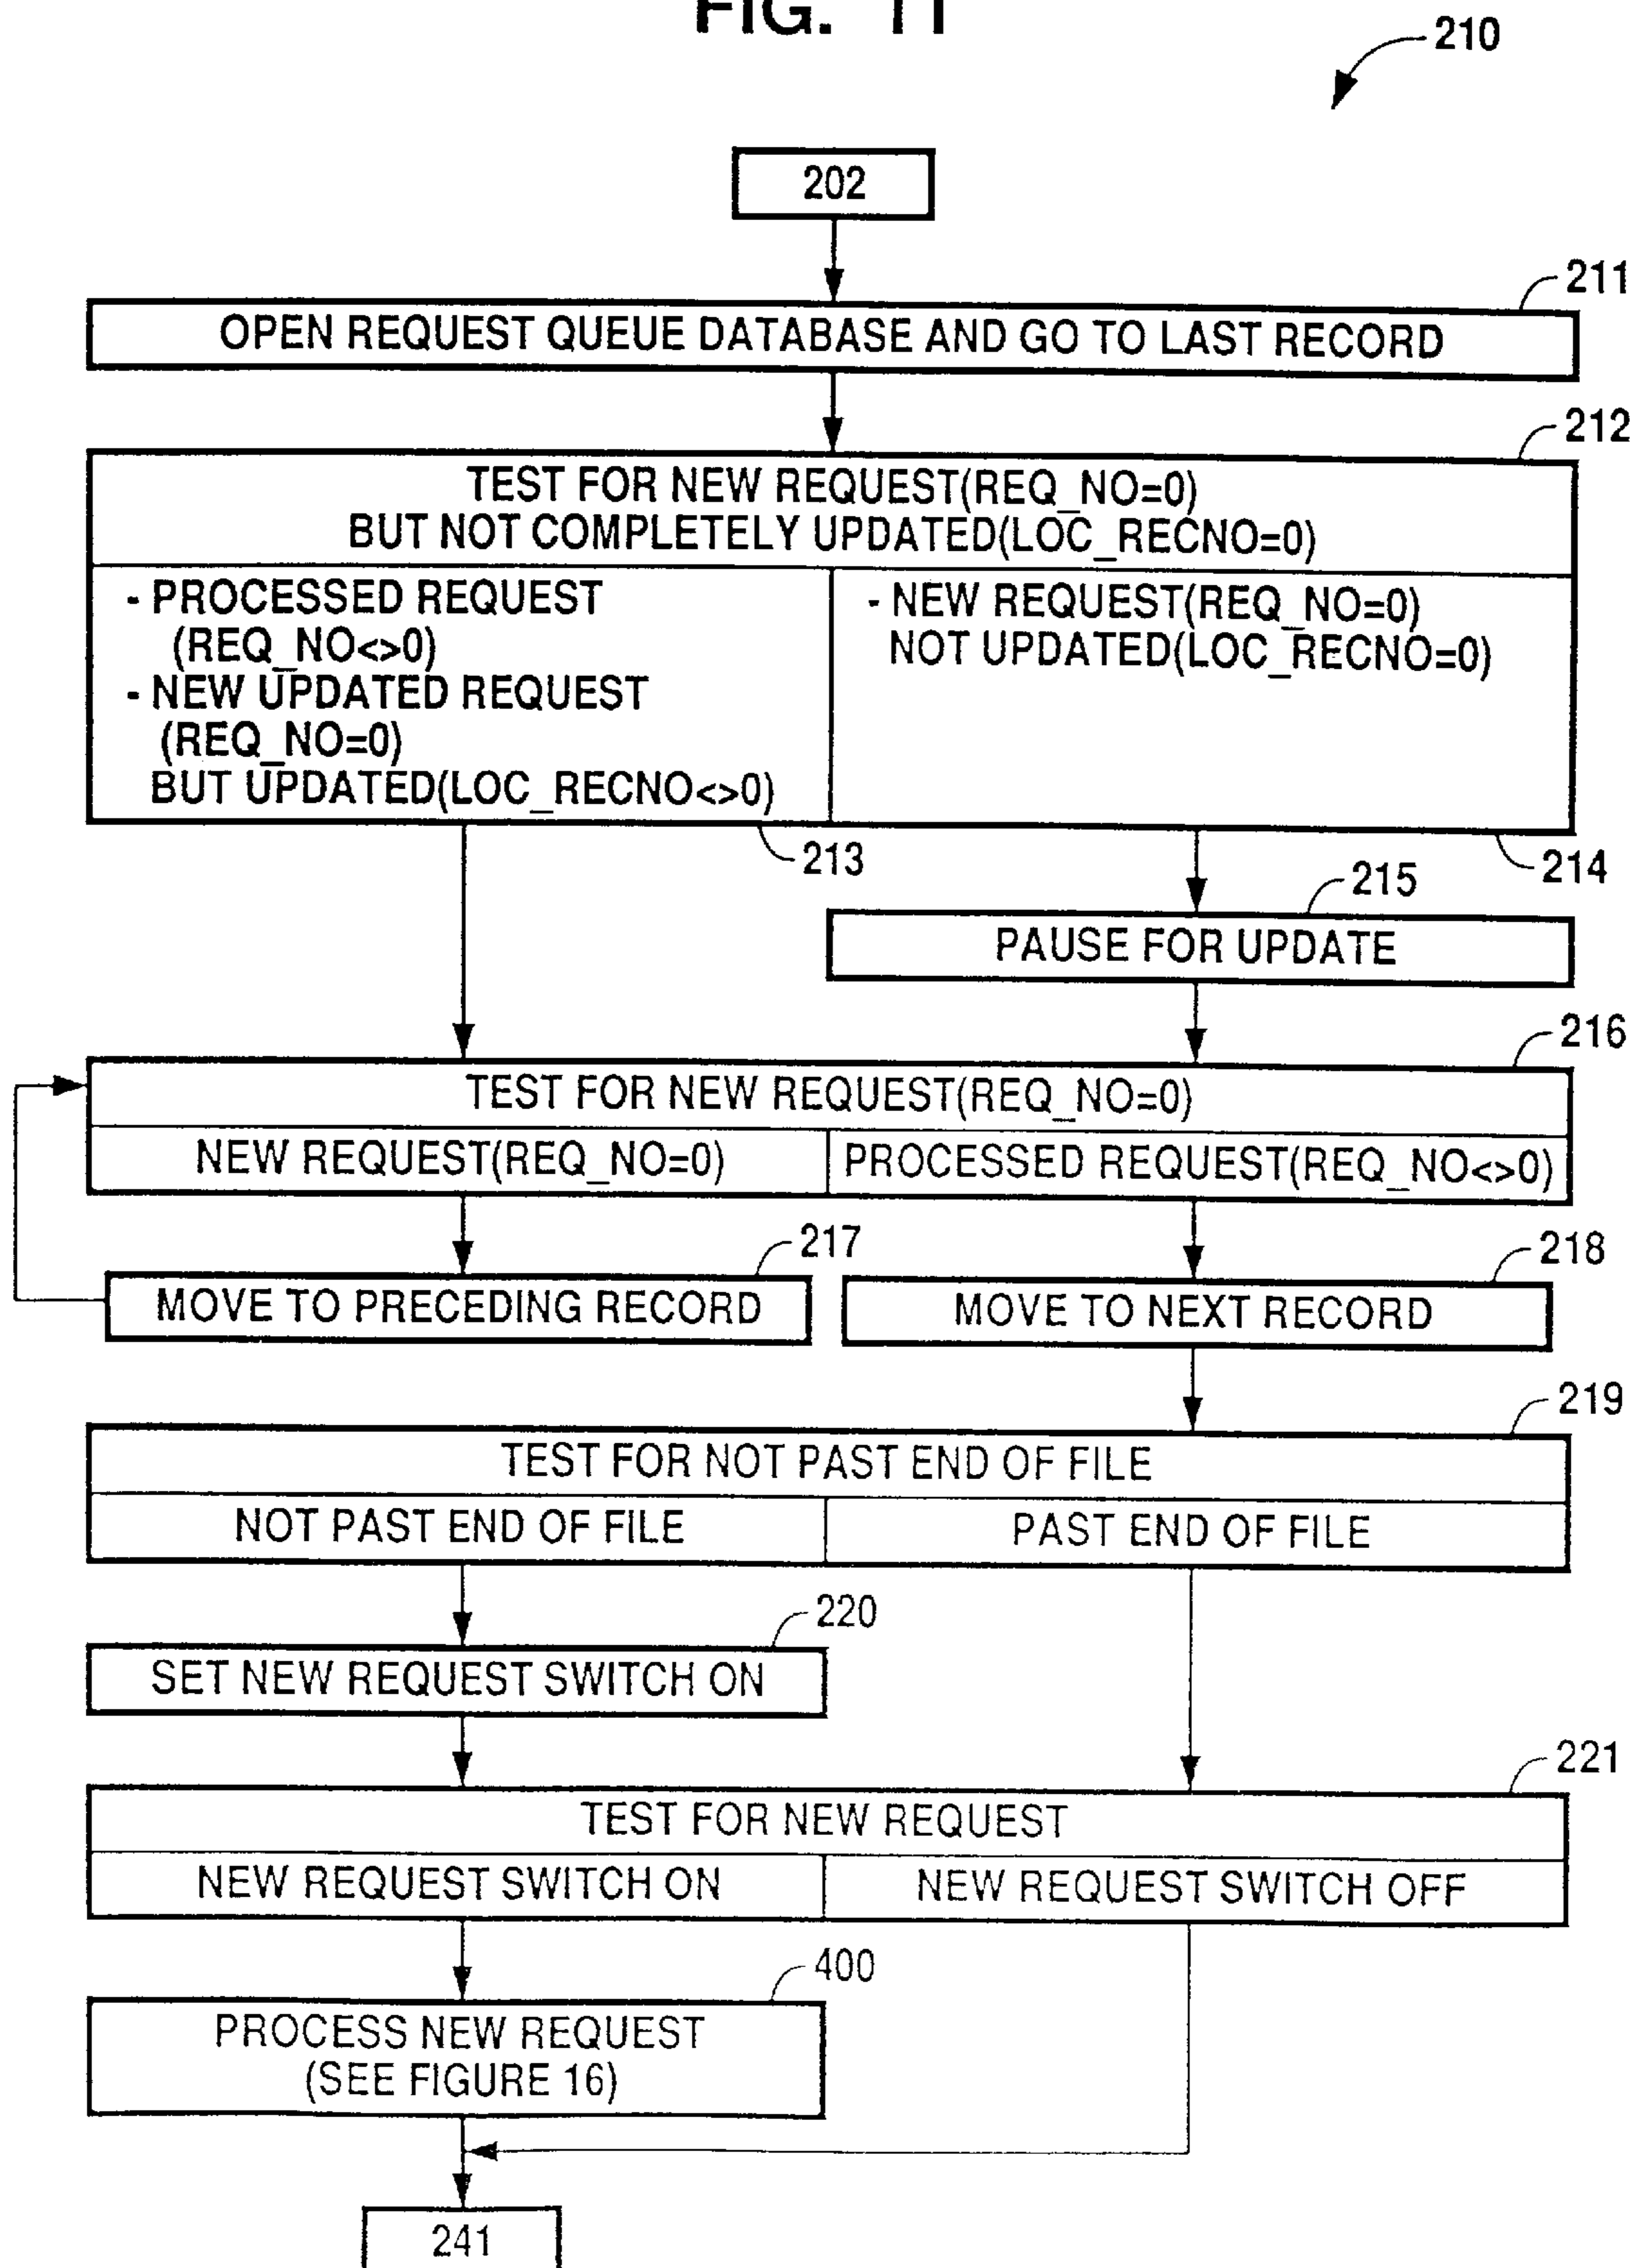 FIG. 11
210
202
211
OPEN REQUEST QUEUE DATABASE AND GO TO LAST RECORD
212
TEST FOR NEW REQUEST(REQ_NO=0)
BUT NOT COMPLETELY UPDATED(LOC_RECNO=0)
- PROCESSED REQUEST
(REQ_NO<>0)
- NEW UPDATED REQUEST
(REQ_NO=0)
BUT UPDATED(LOC_RECNO<>0)
- NEW REQUEST(REQ_NO=0)
NOT UPDATED(LOC_RECNO=0)
213
214
215
PAUSE FOR UPDATE
216
TEST FOR NEW REQUEST(REQ_NO=0)
NEW REQUEST(REQ_NO=0)
PROCESSED REQUEST(REQ_NO<>0)
217
218
MOVE TO PRECEDING RECORD
MOVE TO NEXT RECORD
219
TEST FOR NOT PAST END OF FILE
NOT PAST END OF FILE
PAST END OF FILE
220
SET NEW REQUEST SWITCH ON
221
TEST FOR NEW REQUEST
NEW REQUEST SWITCH ON
NEW REQUEST SWITCH OFF
400
PROCESS NEW REQUEST
(SEE FIGURE 16)
241